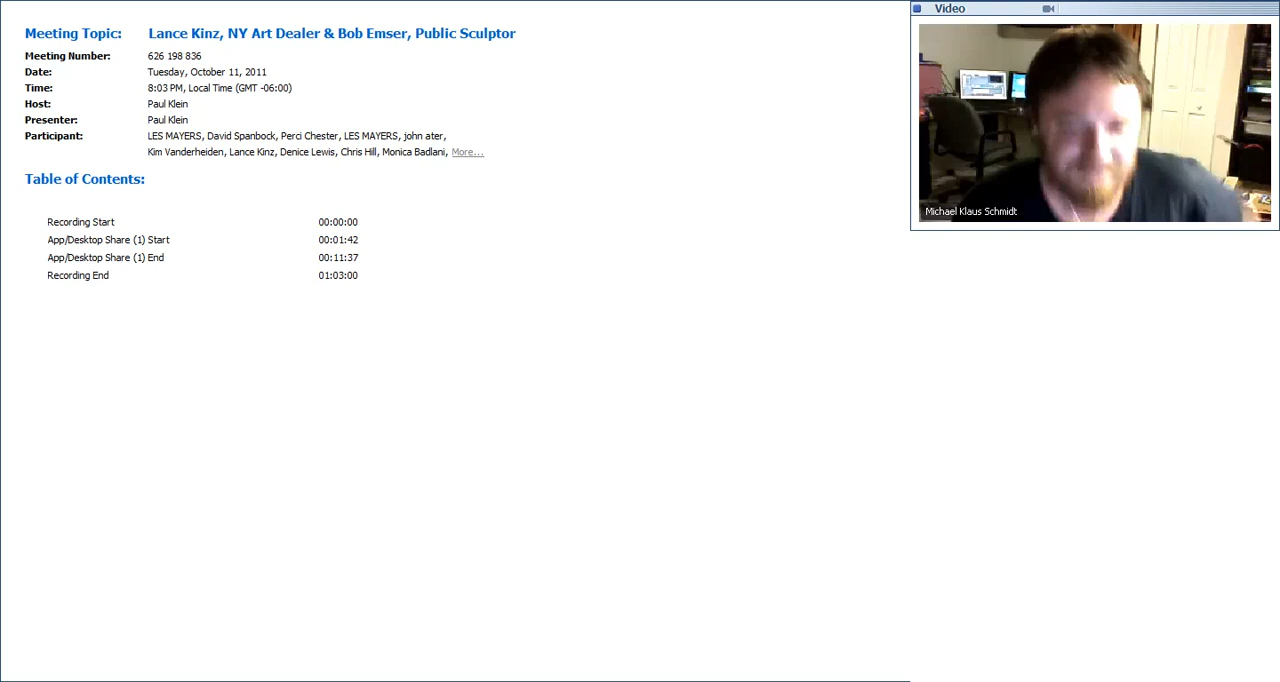 Meeting Topic: Lance Kinz, NY Art Dealer & Bob Emser, Public Sculptor
Meeting Number: 626 198 836
Date: Tuesday, October 11, 2011
Time: 8:03 PM, Local Time (GMT -06:00)
Host: Paul Klein
Presenter: Paul Klein
Participant: LES MAYERS, David Spanbock, Perci Chester, LES MAYERS, john ater,
Kim Vanderheiden, Lance Kinz, Denice Lewis, Chris Hill, Monica Badlani, More...
Table of Contents:
Recording Start 00:00:00
App/Desktop Share (1) Start 00:01:42
App/Desktop Share (1) End 00:11:37
Recording End 01:03:00
Video
Michael Klaus Schmidt